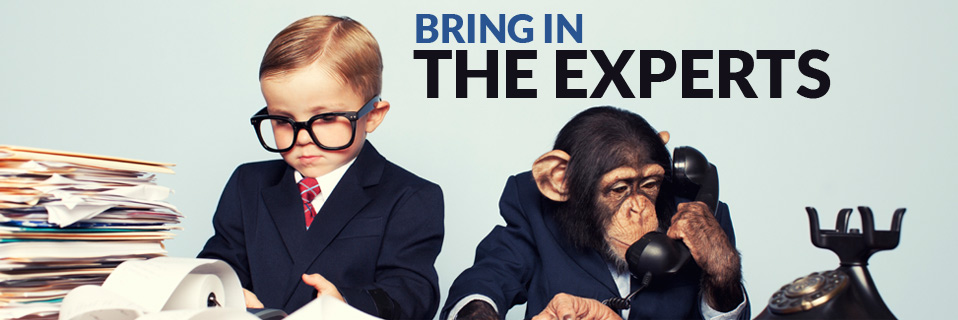 BRING IN
THE EXPERTS